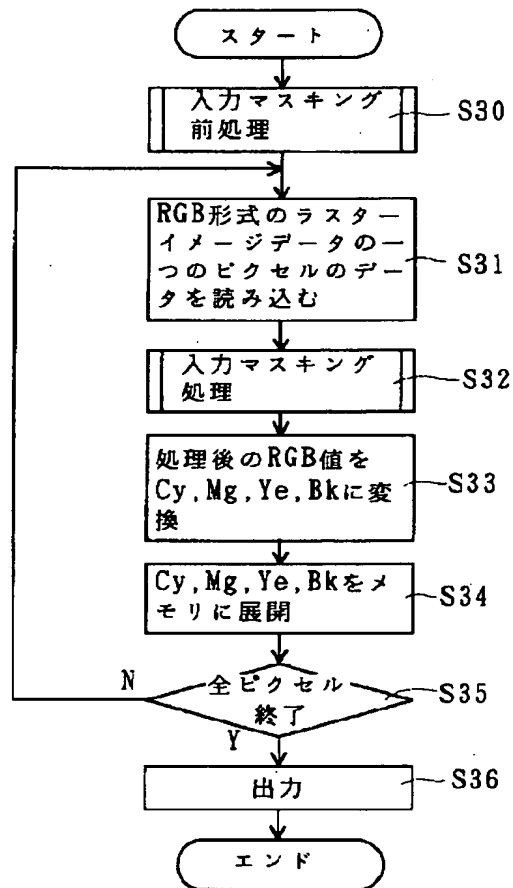 スタート
入力マスキング
前処理
S30
RGB形式のラスター
イメージデータの一
つのピクセルのデー
タを読み込む
S31
入力マスキング
処理
S32
処理後のRGB値を
Cy,Mg,Ye,Bkに変
換
S33
Cy,Mg,Ye,Bkをメ
モリに展開
S34
N
全ピクセル
終了
S35
Y
出力
S36
エンド